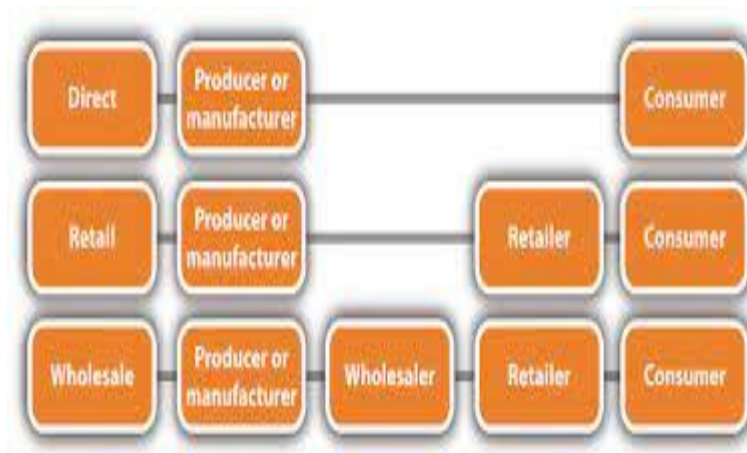 Direct
Producer or
manufacturer
Consumer
Retail
Producer or
manufacturer
Retailer
Consumer
Wholesale
Producer or
manufacturer
Wholesaler
Retailer
Consumer